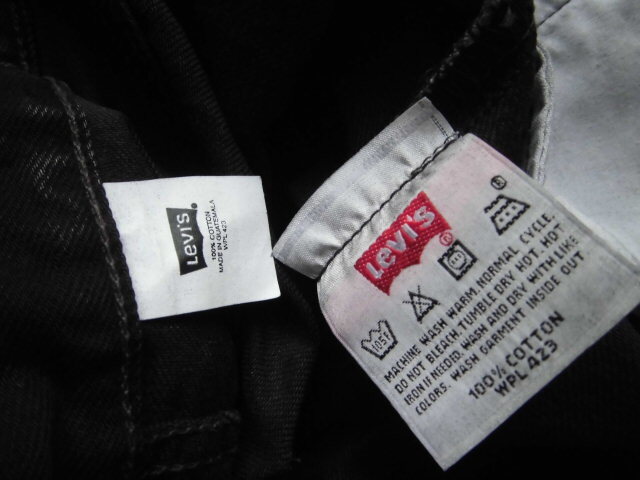 Levi's
100% COTTON
MADE IN GUATEMALA
WPL 423
Levi's
®
105F
MACHINE WASH WARM, NORMAL CYCLE.
DO NOT BLEACH. TUMBLE DRY HOT. HOT
IRON IF NEEDED. WASH AND DRY WITH LIKE
COLORS. WASH GARMENT INSIDE OUT
100% COTTON
WPL 423